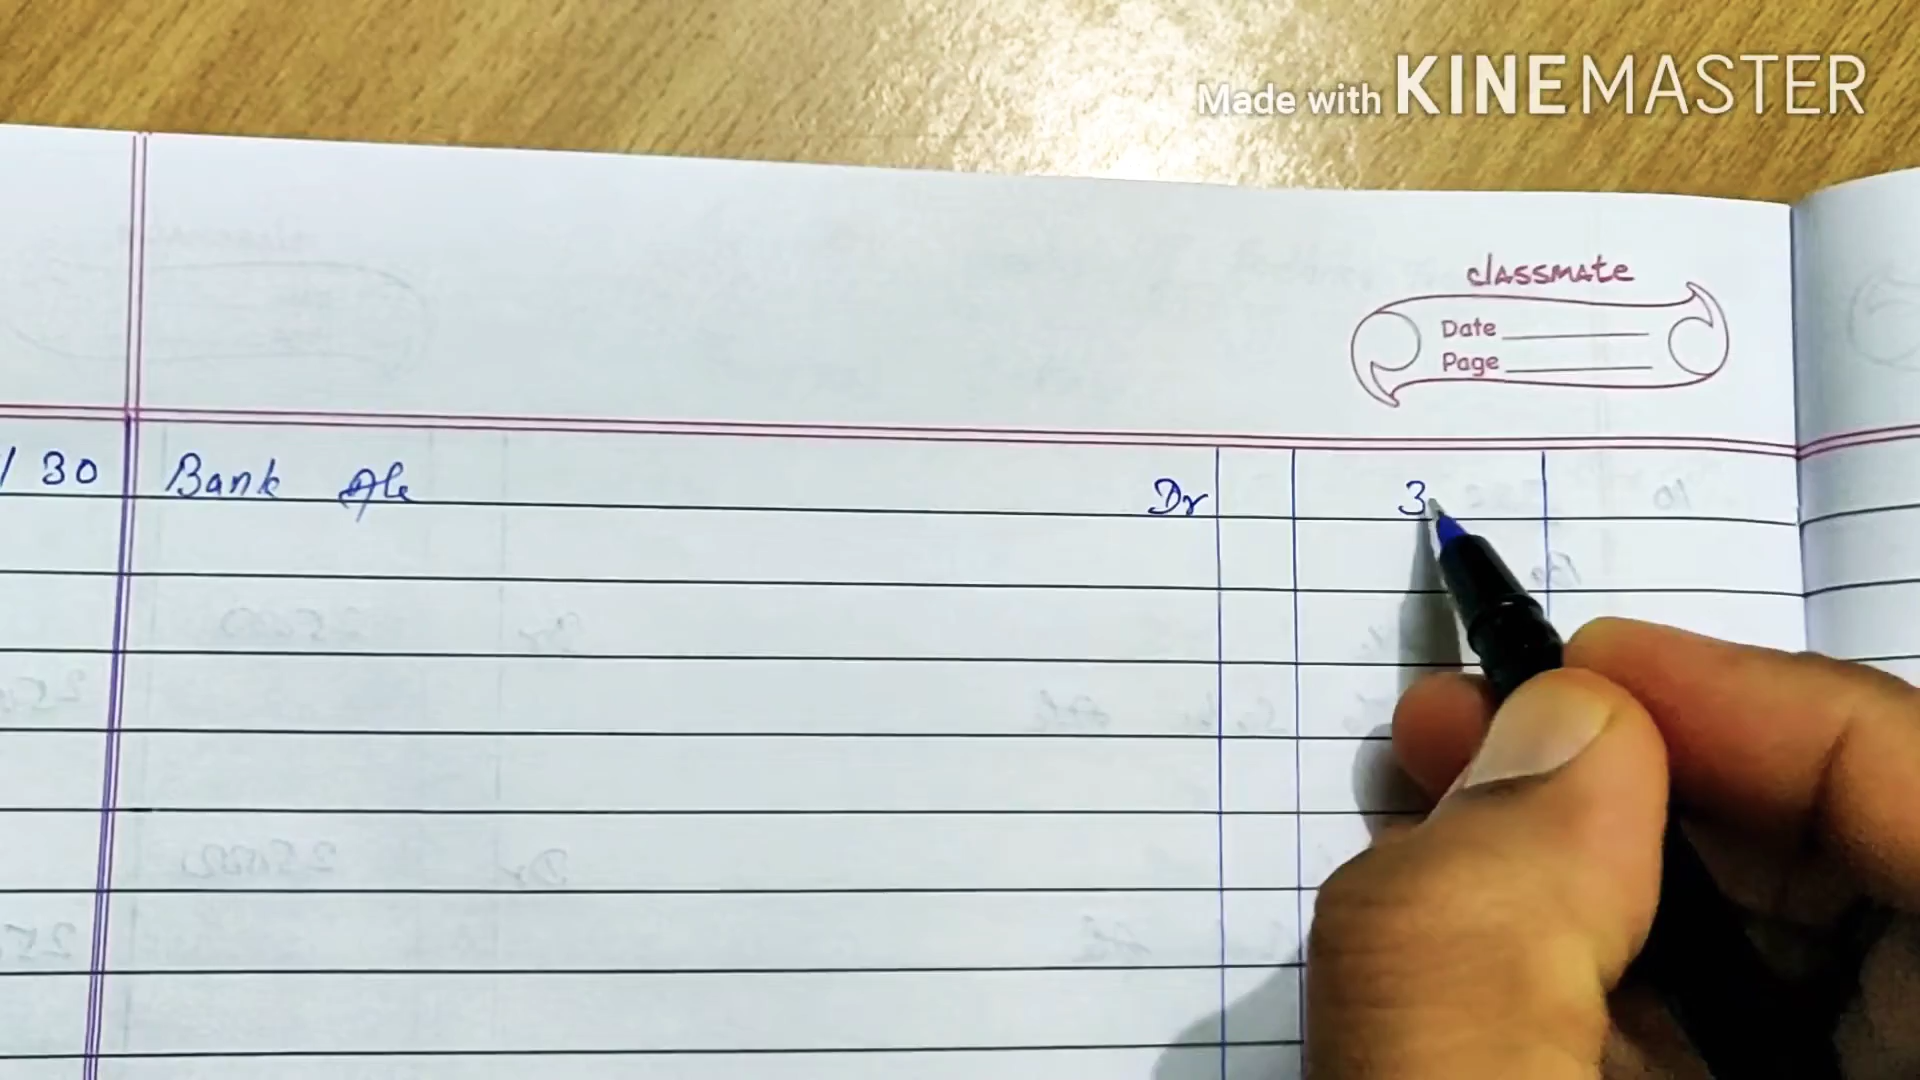 Made with KINEMASTER
classmate
Date
Page
/ 30 Bank A/c Dr 3